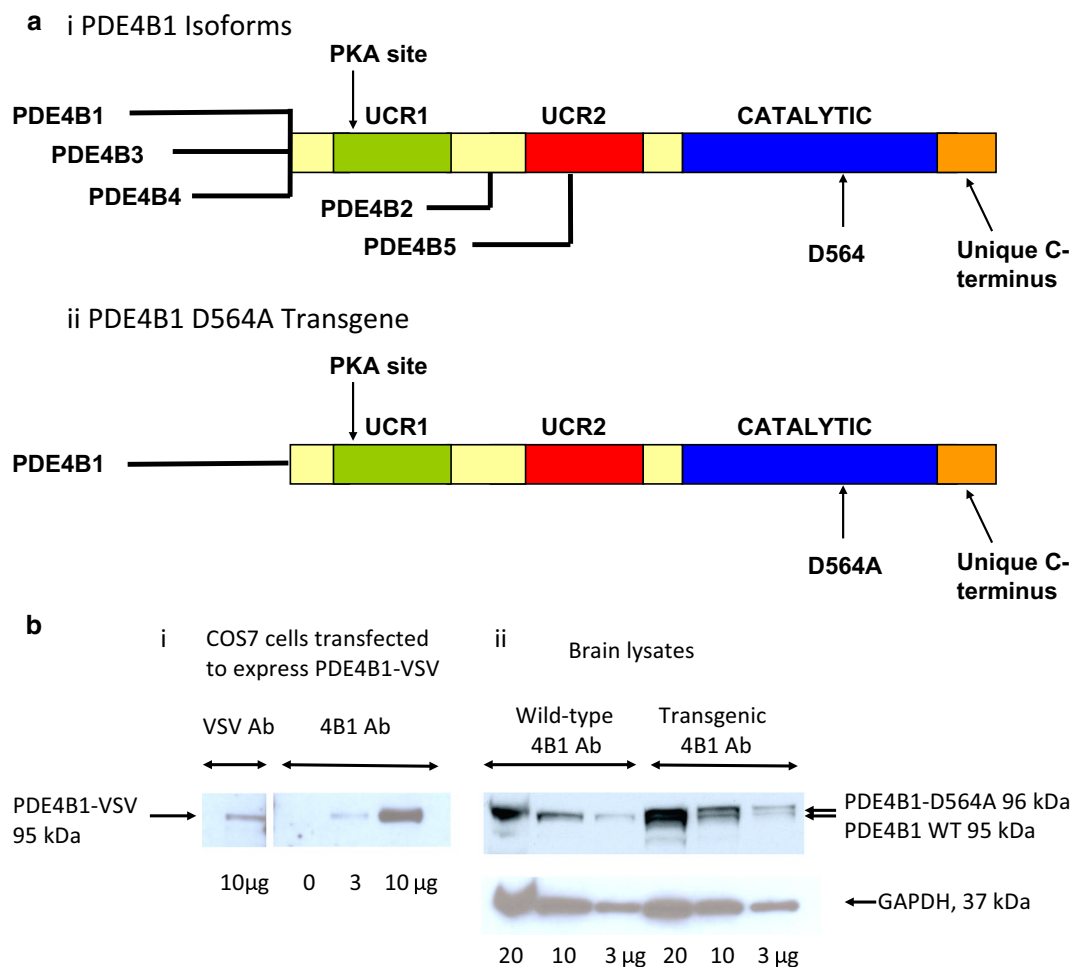 a i PDE4B1 Isoforms
PKA site
PDE4B1
UCR1
UCR2
CATALYTIC
PDE4B3
PDE4B4
PDE4B2
PDE4B5
D564
Unique C-
terminus
ii PDE4B1 D564A Transgene
PKA site
UCR1
UCR2
CATALYTIC
PDE4B1
D564A
Unique C-
terminus
b
i COS7 cells transfected
to express PDE4B1-VSV
VSV Ab 4B1 Ab
PDE4B1-VSV
95 kDa
10µg 0 3 10 µg
ii Brain lysates
Wild-type
4B1 Ab
Transgenic
4B1 Ab
PDE4B1-D564A 96 kDa
PDE4B1 WT 95 kDa
GAPDH, 37 kDa
20 10 3 µg 20 10 3 µg